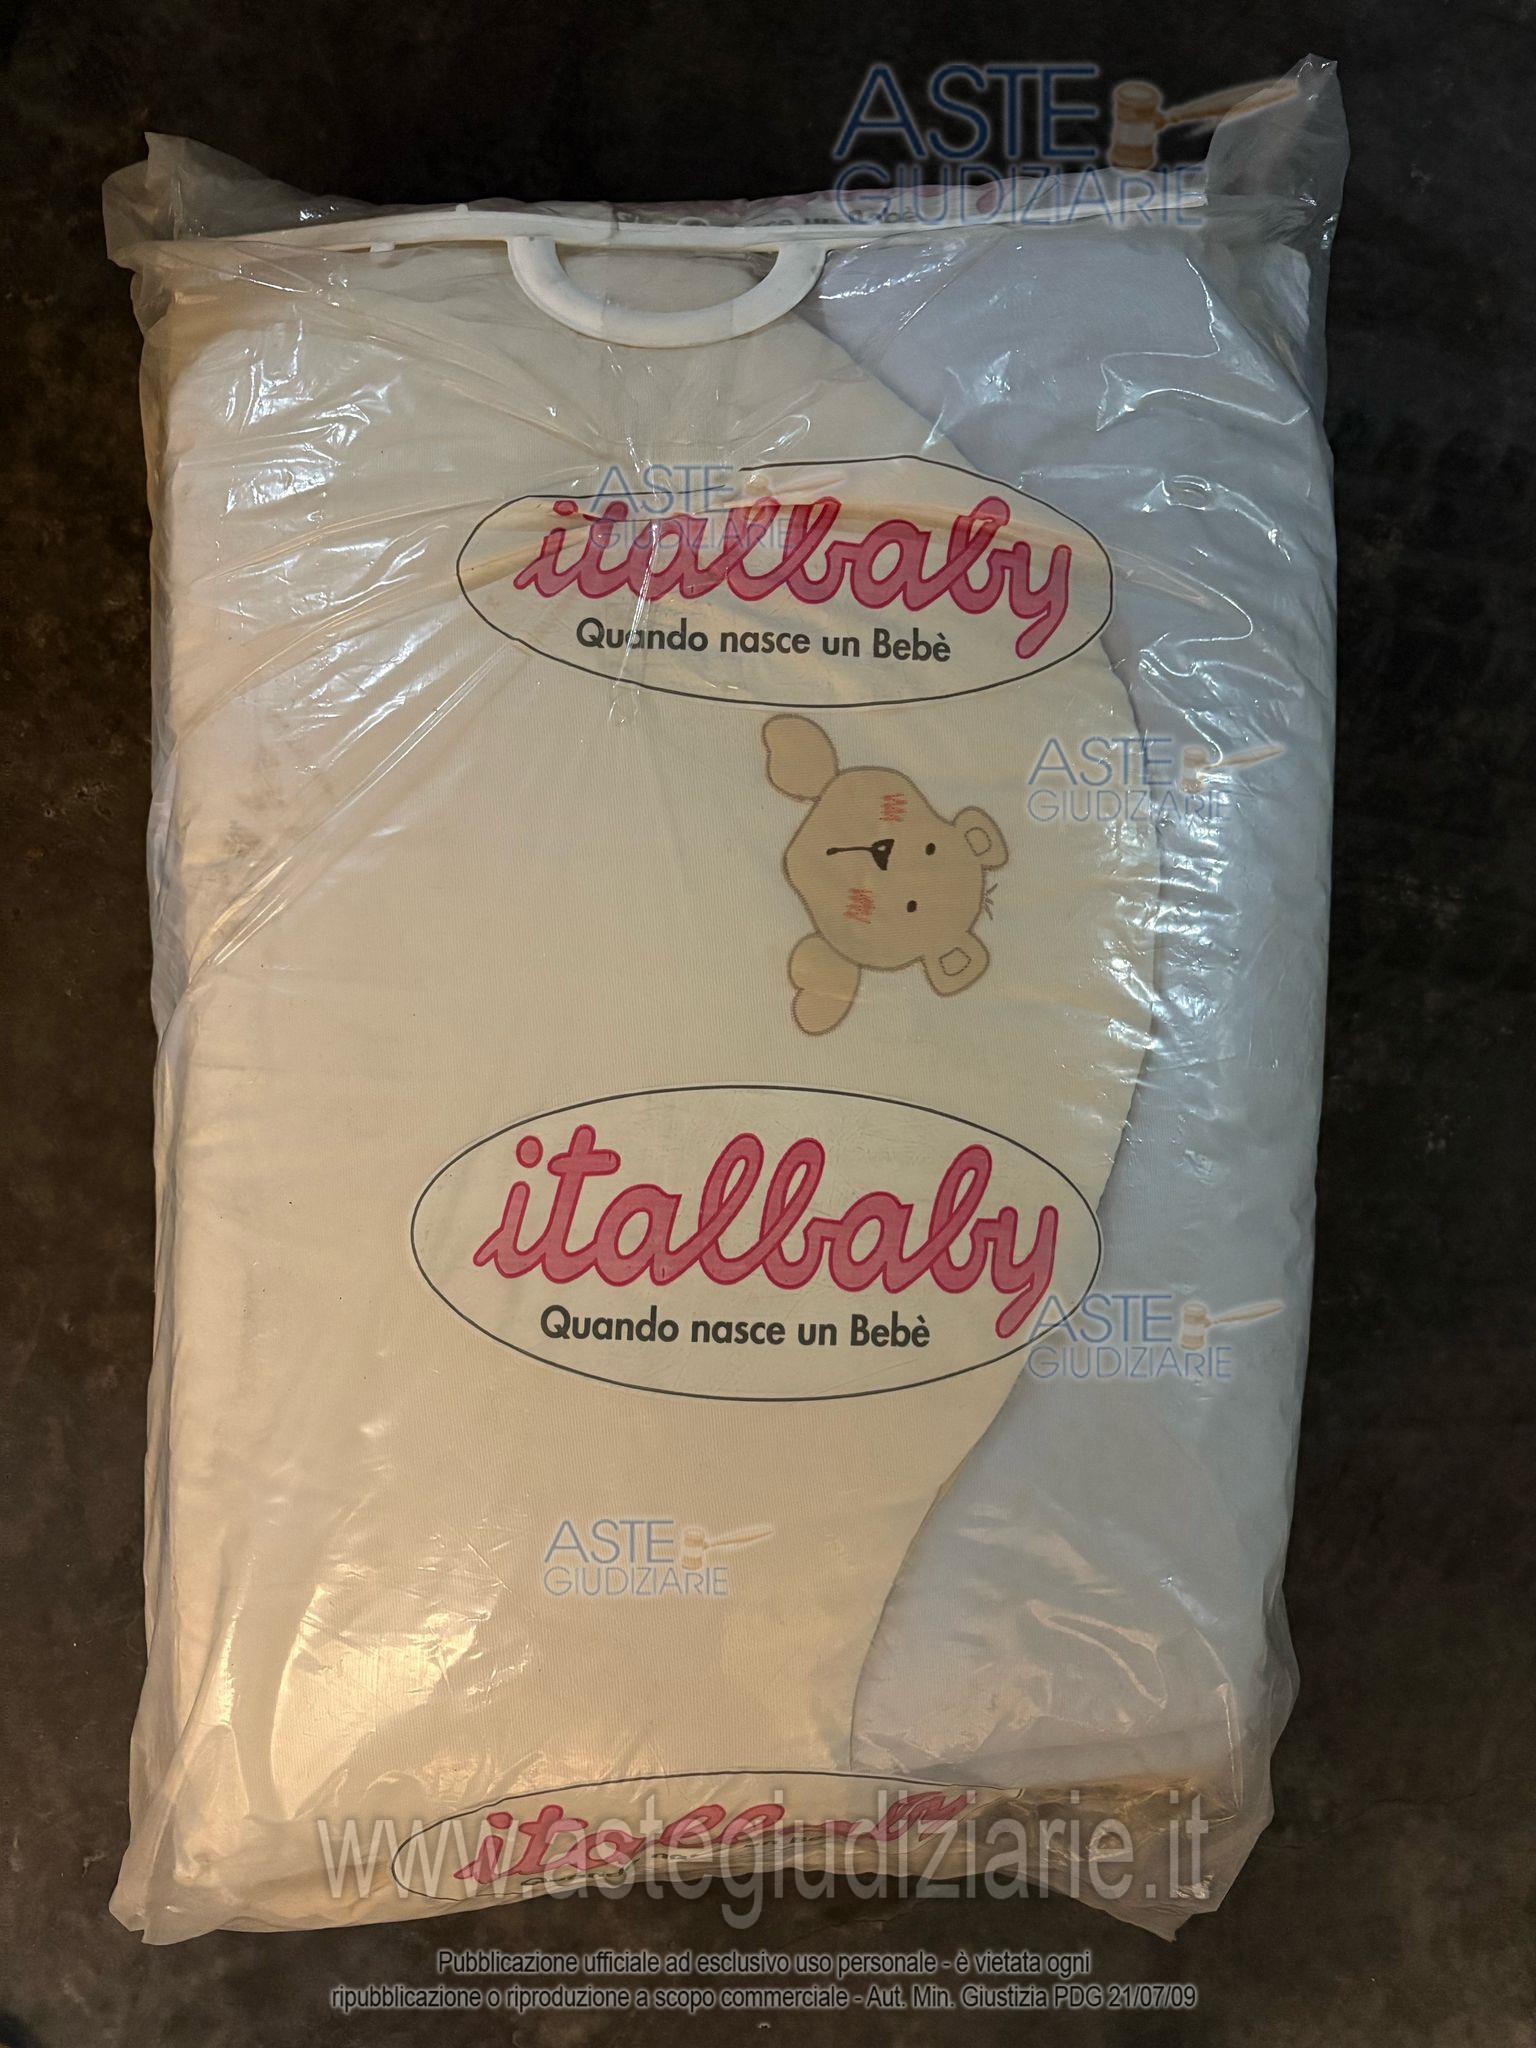 ASTE
GIUDIZIARIE
ASTE
GIUDIZIARIE
italbaby
Quando nasce un Bebè
ASTE
GIUDIZIARIE
italbaby
Quando nasce un Bebè
ASTE
GIUDIZIARIE
ASTE
GIUDIZIARIE
www.astegiudiziarie.it
Pubblicazione ufficiale ad esclusivo uso personale - è vietata ogni
ripubblicazione o riproduzione a scopo commerciale - Aut. Min. Giustizia PDG 21/07/09